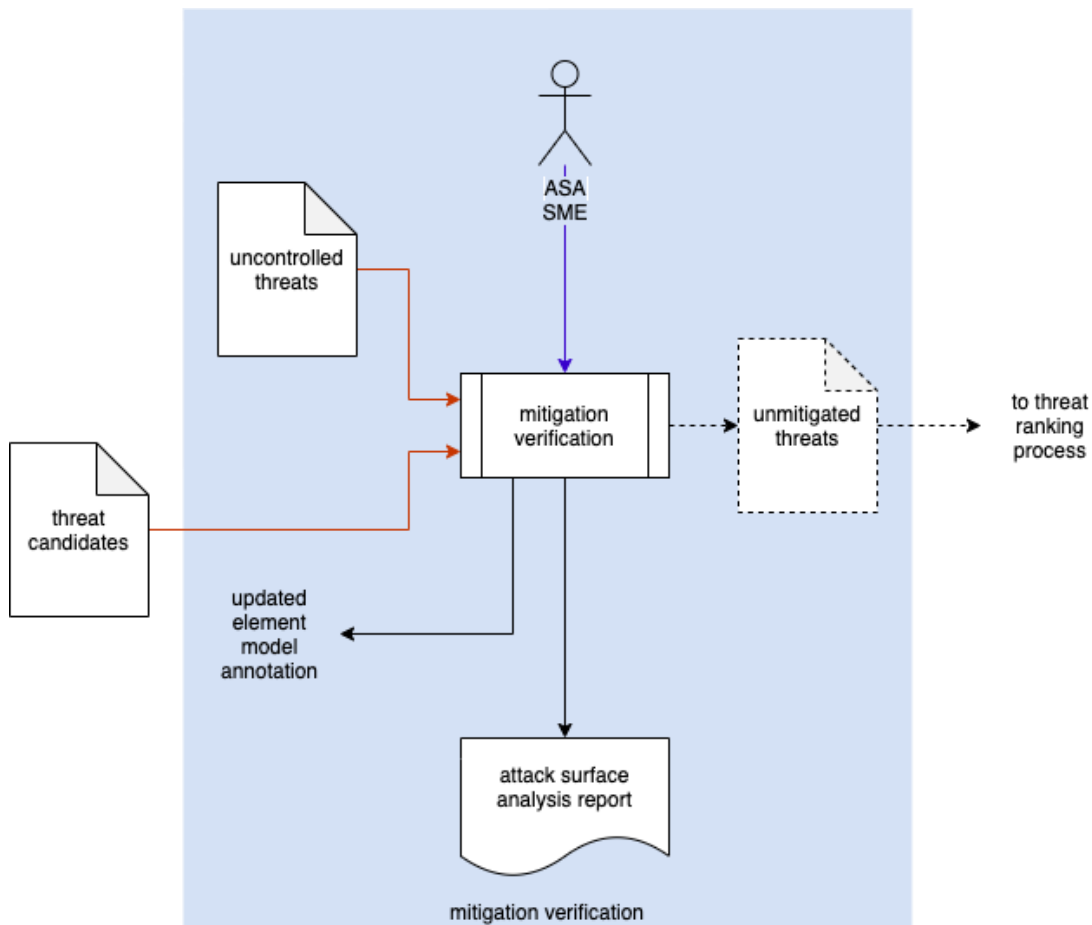 ASA
SME
uncontrolled
threats
mitigation
verification
unmitigated
threats
to threat
ranking
process
threat
candidates
updated
element
model
annotation
attack surface
analysis report
mitigation verification